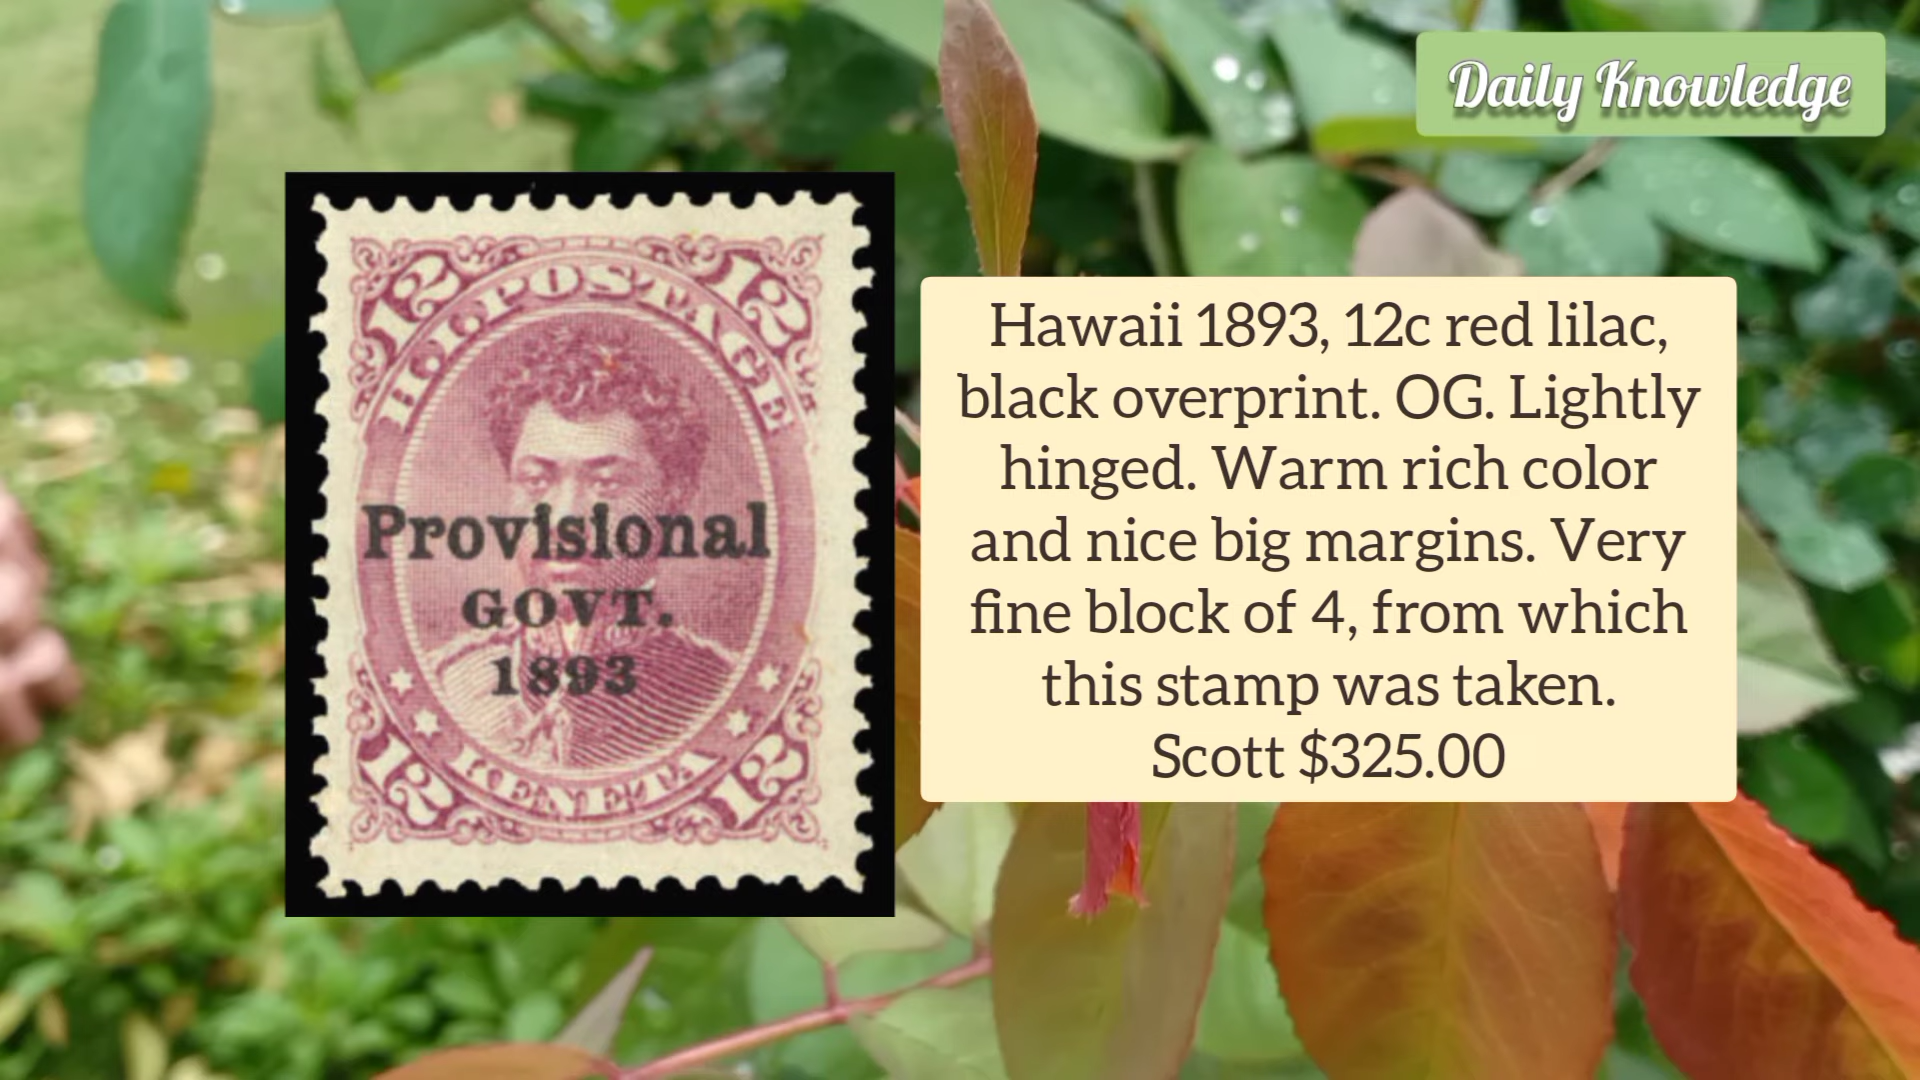 Daily Knowledge
12 12
H.I. POSTAGE
Provisional
GOVT.
1893
12 12
KENETA
Hawaii 1893, 12c red lilac,
black overprint. OG. Lightly
hinged. Warm rich color
and nice big margins. Very
fine block of 4, from which
this stamp was taken.
Scott $325.00